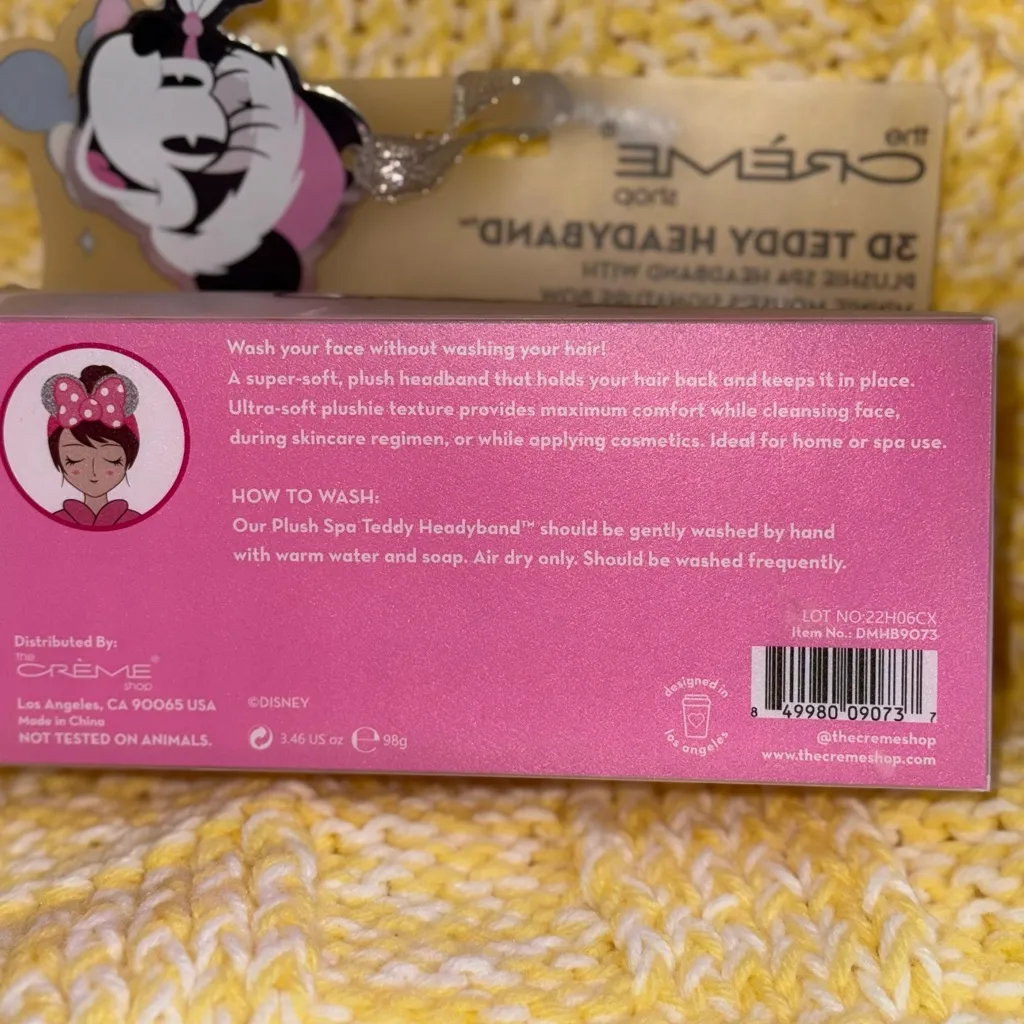 the
CRÉME
shop
3D TEDDY HEADYBAND™
PLUSHIE SPA HEADBAND WITH
MINNIE MOUSE'S SIGNATURE BOW
Wash your face without washing your hair!
A super-soft, plush headband that holds your hair back and keeps it in place.
Ultra-soft plushie texture provides maximum comfort while cleansing face,
during skincare regimen, or while applying cosmetics. Ideal for home or spa use.
HOW TO WASH:
Our Plush Spa Teddy Headyband™ should be gently washed by hand
with warm water and soap. Air dry only. Should be washed frequently.
Distributed By:
the
CRÈME®
shop
Los Angeles, CA 90065 USA
Made in China
NOT TESTED ON ANIMALS.
©DISNEY
3.46 US oz ℮ 98g
designed in
los angeles
LOT NO:22H06CX
Item No.: DMHB9073
8 49980 09073 7
@thecremeshop
www.thecremeshop.com